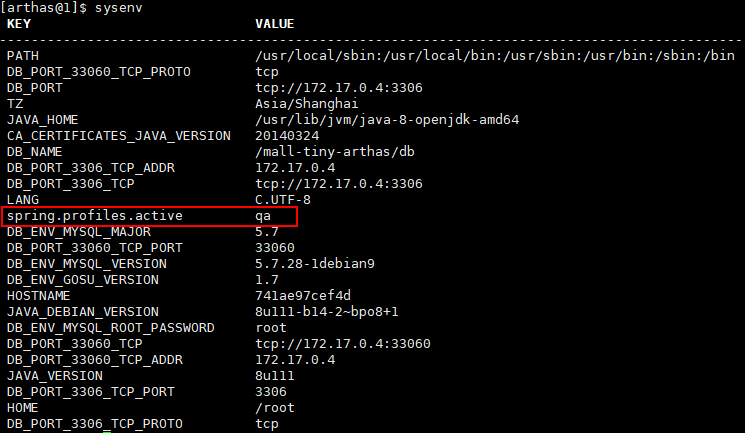 [arthas@1]$ sysenv
KEY VALUE
PATH /usr/local/sbin:/usr/local/bin:/usr/sbin:/usr/bin:/sbin:/bin
DB_PORT_33060_TCP_PROTO tcp
DB_PORT tcp://172.17.0.4:3306
TZ Asia/Shanghai
JAVA_HOME /usr/lib/jvm/java-8-openjdk-amd64
CA_CERTIFICATES_JAVA_VERSION 20140324
DB_NAME /mall-tiny-arthas/db
DB_PORT_3306_TCP_ADDR 172.17.0.4
DB_PORT_3306_TCP tcp://172.17.0.4:3306
LANG C.UTF-8
spring.profiles.active qa
DB_ENV_MYSQL_MAJOR 5.7
DB_PORT_33060_TCP_PORT 33060
DB_ENV_MYSQL_VERSION 5.7.28-1debian9
DB_ENV_GOSU_VERSION 1.7
HOSTNAME 741ae97cef4d
JAVA_DEBIAN_VERSION 8u111-b14-2~bpo8+1
DB_ENV_MYSQL_ROOT_PASSWORD root
DB_PORT_33060_TCP tcp://172.17.0.4:33060
DB_PORT_33060_TCP_ADDR 172.17.0.4
JAVA_VERSION 8u111
DB_PORT_3306_TCP_PORT 3306
HOME /root
DB_PORT_3306_TCP_PROTO tcp